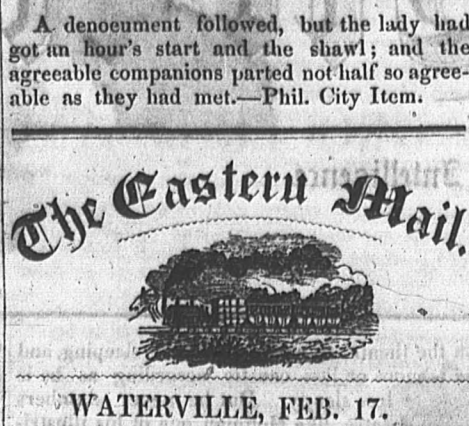 A denoeument followed, but the lady had
got an hour's start and the shawl; and the
agreeable companions parted not half so agree-
able as they had met.—Phil. City Item.
The Eastern Mail.
WATERVILLE, FEB. 17.